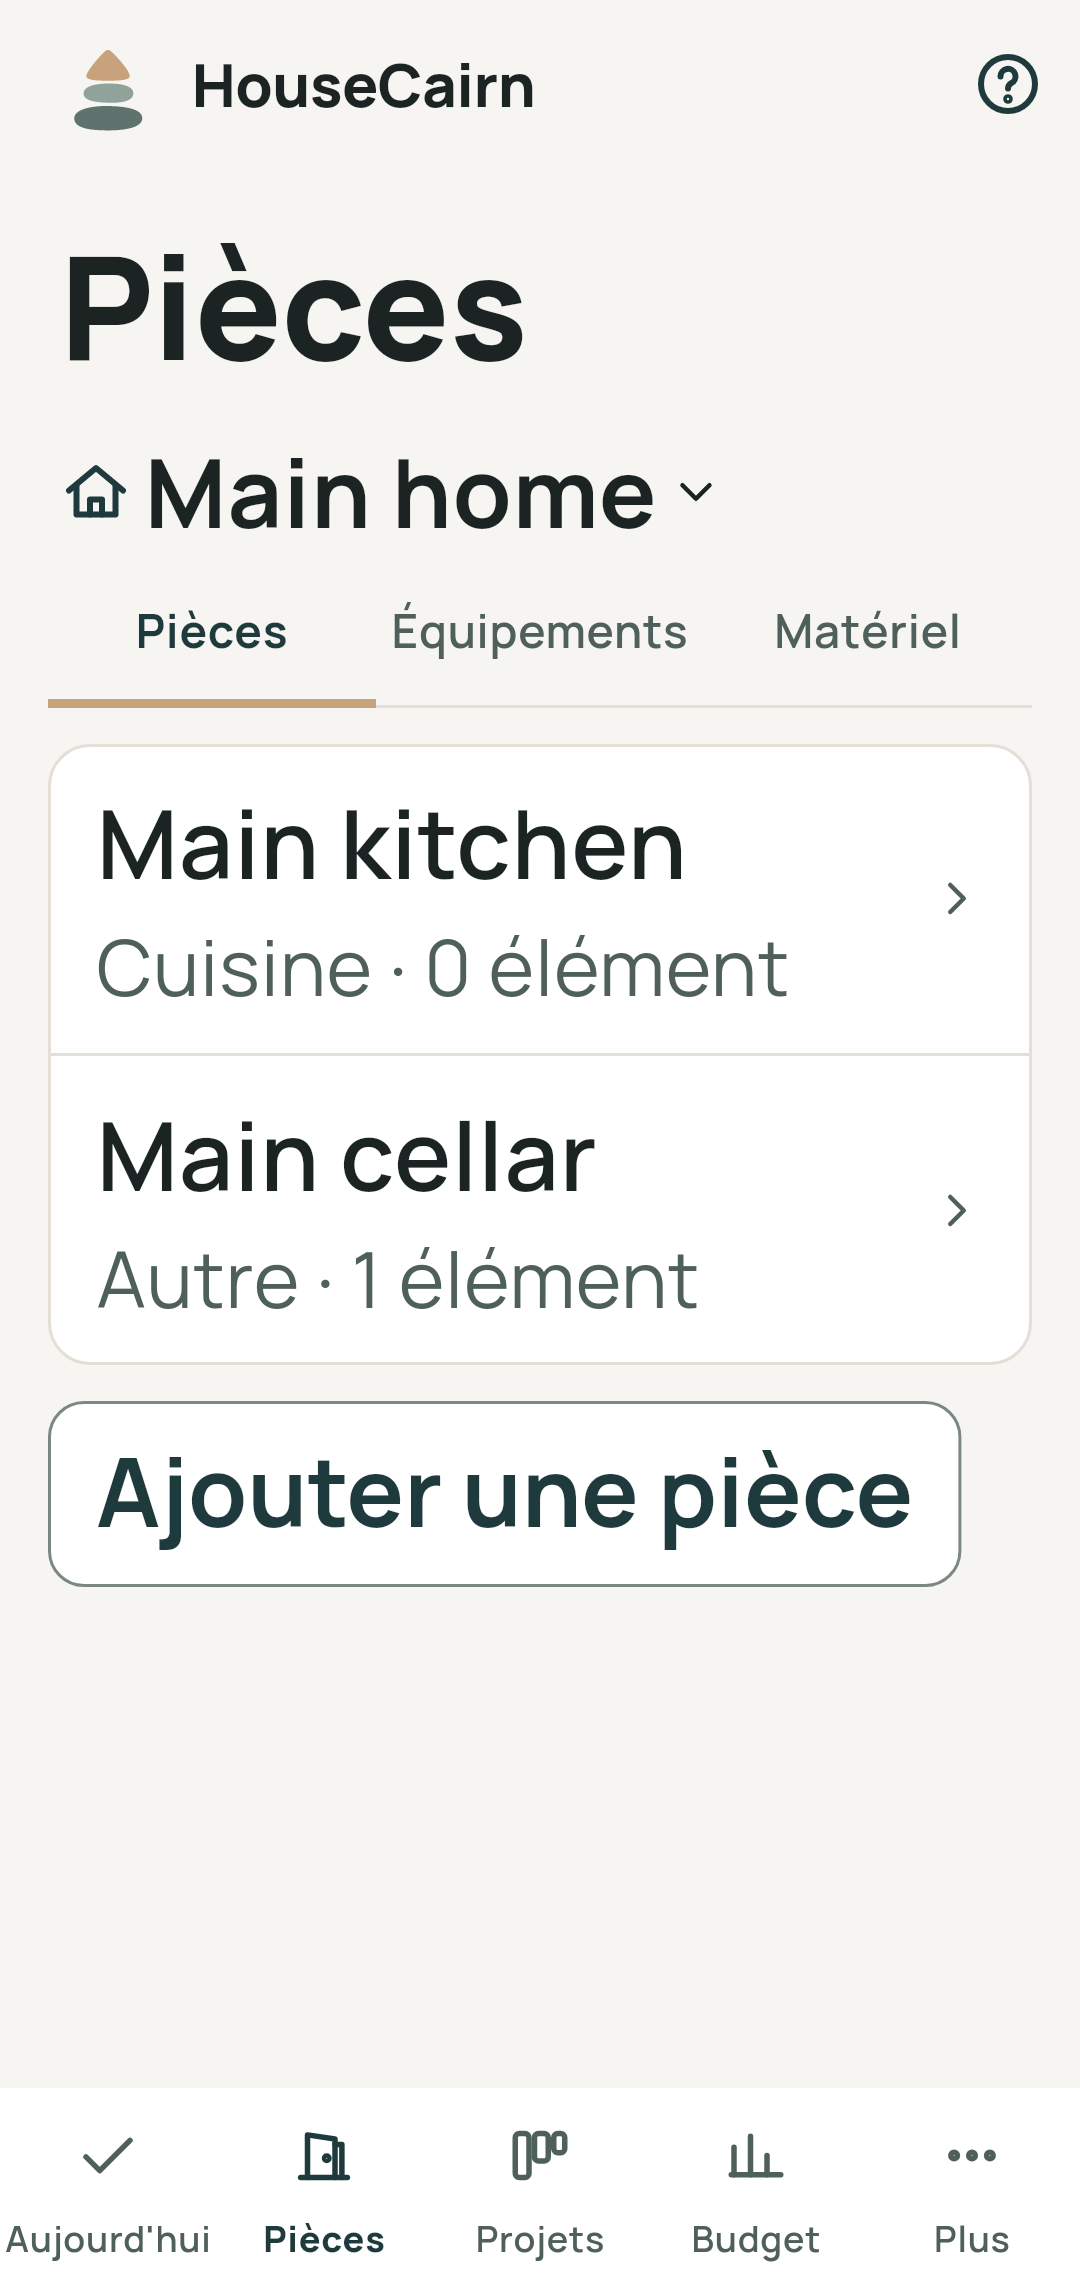 HouseCairn
Pièces
Main home
Pièces Équipements Matériel
Main kitchen
Cuisine · 0 élément
Main cellar
Autre · 1 élément
Ajouter une pièce
Aujourd'hui Pièces Projets Budget Plus